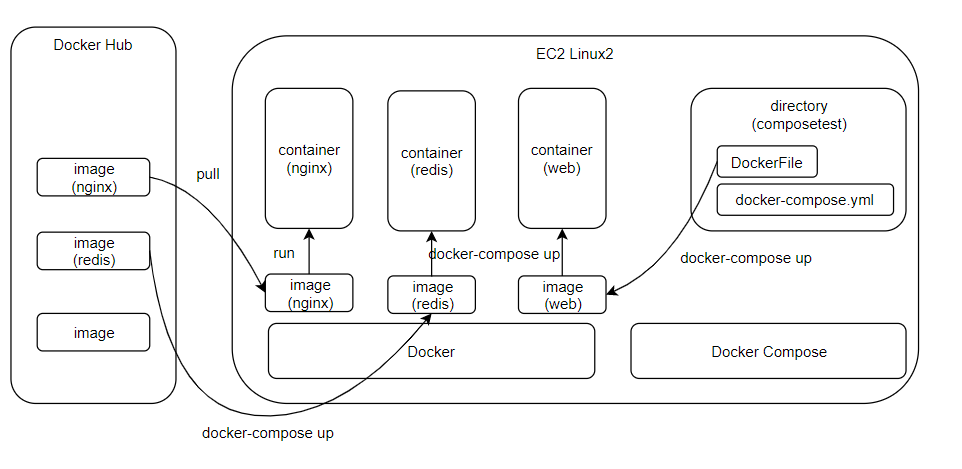 Docker Hub
image
(nginx)
image
(redis)
image
pull
docker-compose up
EC2 Linux2
container
(nginx)
container
(redis)
container
(web)
run
docker-compose up
image
(nginx)
image
(redis)
image
(web)
directory
(composetest)
DockerFile
docker-compose.yml
docker-compose up
Docker
Docker Compose